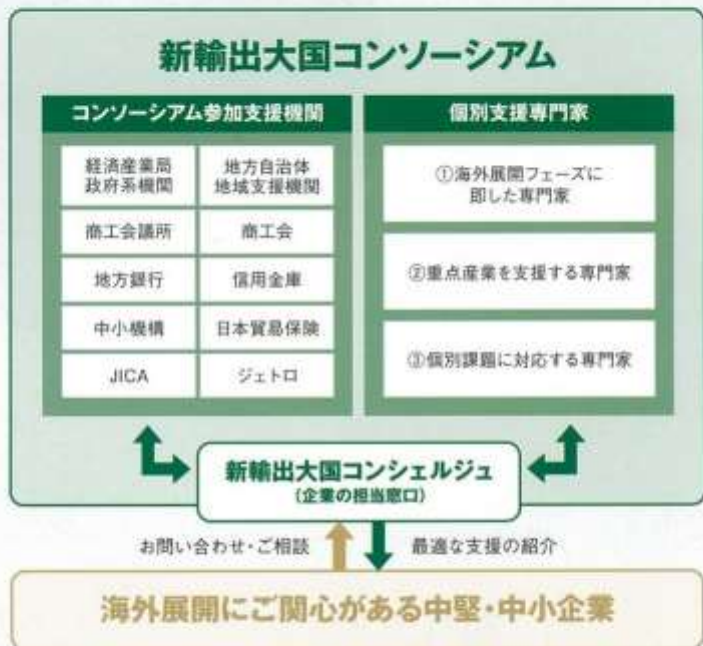 新輸出大国コンソーシアム
コンソーシアム参加支援機関
経済産業局
政府系機関
地方自治体
地域支援機関
商工会議所
商工会
地方銀行
信用金庫
中小機構
日本貿易保険
JICA
ジェトロ
個別支援専門家
①海外展開フェーズに
即した専門家
②重点産業を支援する専門家
③個別課題に対応する専門家
新輸出大国コンシェルジュ
(企業の担当窓口)
お問い合わせ・ご相談
最適な支援の紹介
海外展開にご関心がある中堅・中小企業